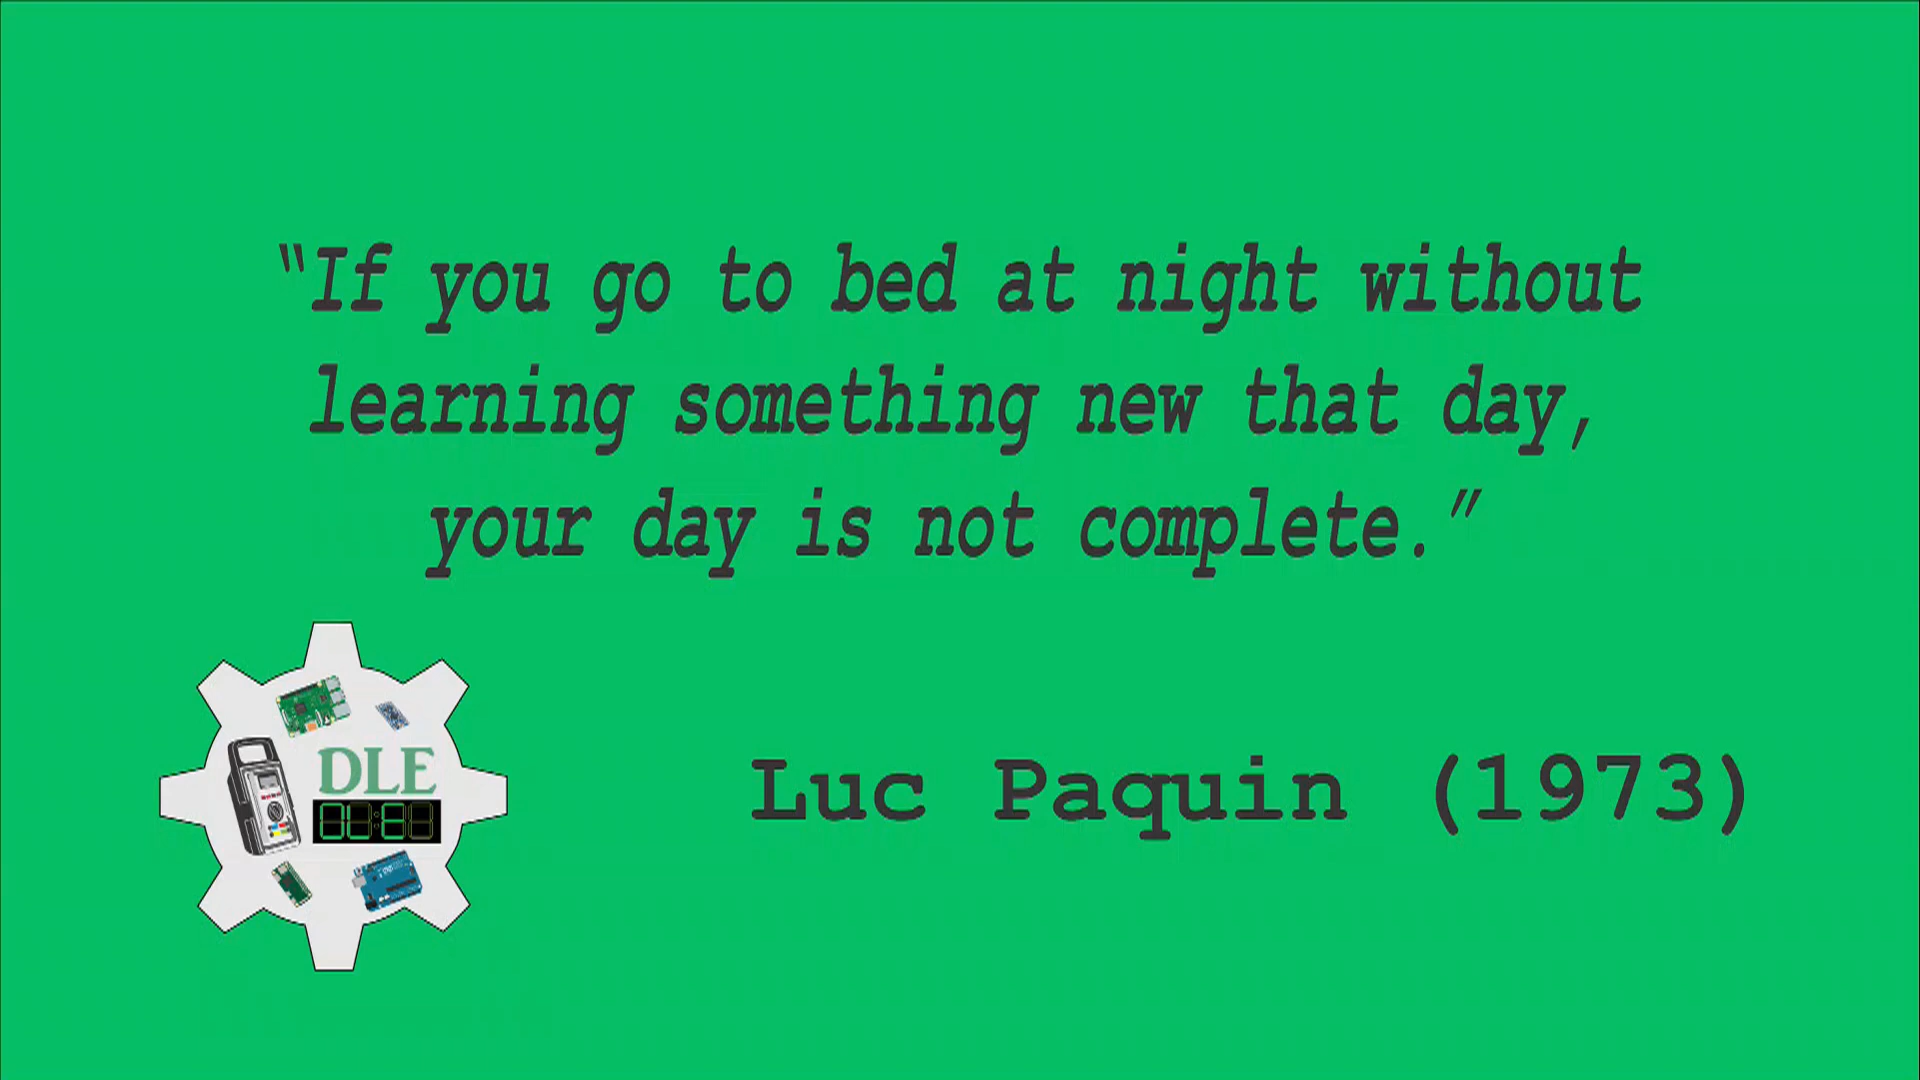 “If you go to bed at night without
learning something new that day,
your day is not complete.”
DLE
DL:E
Luc Paquin (1973)